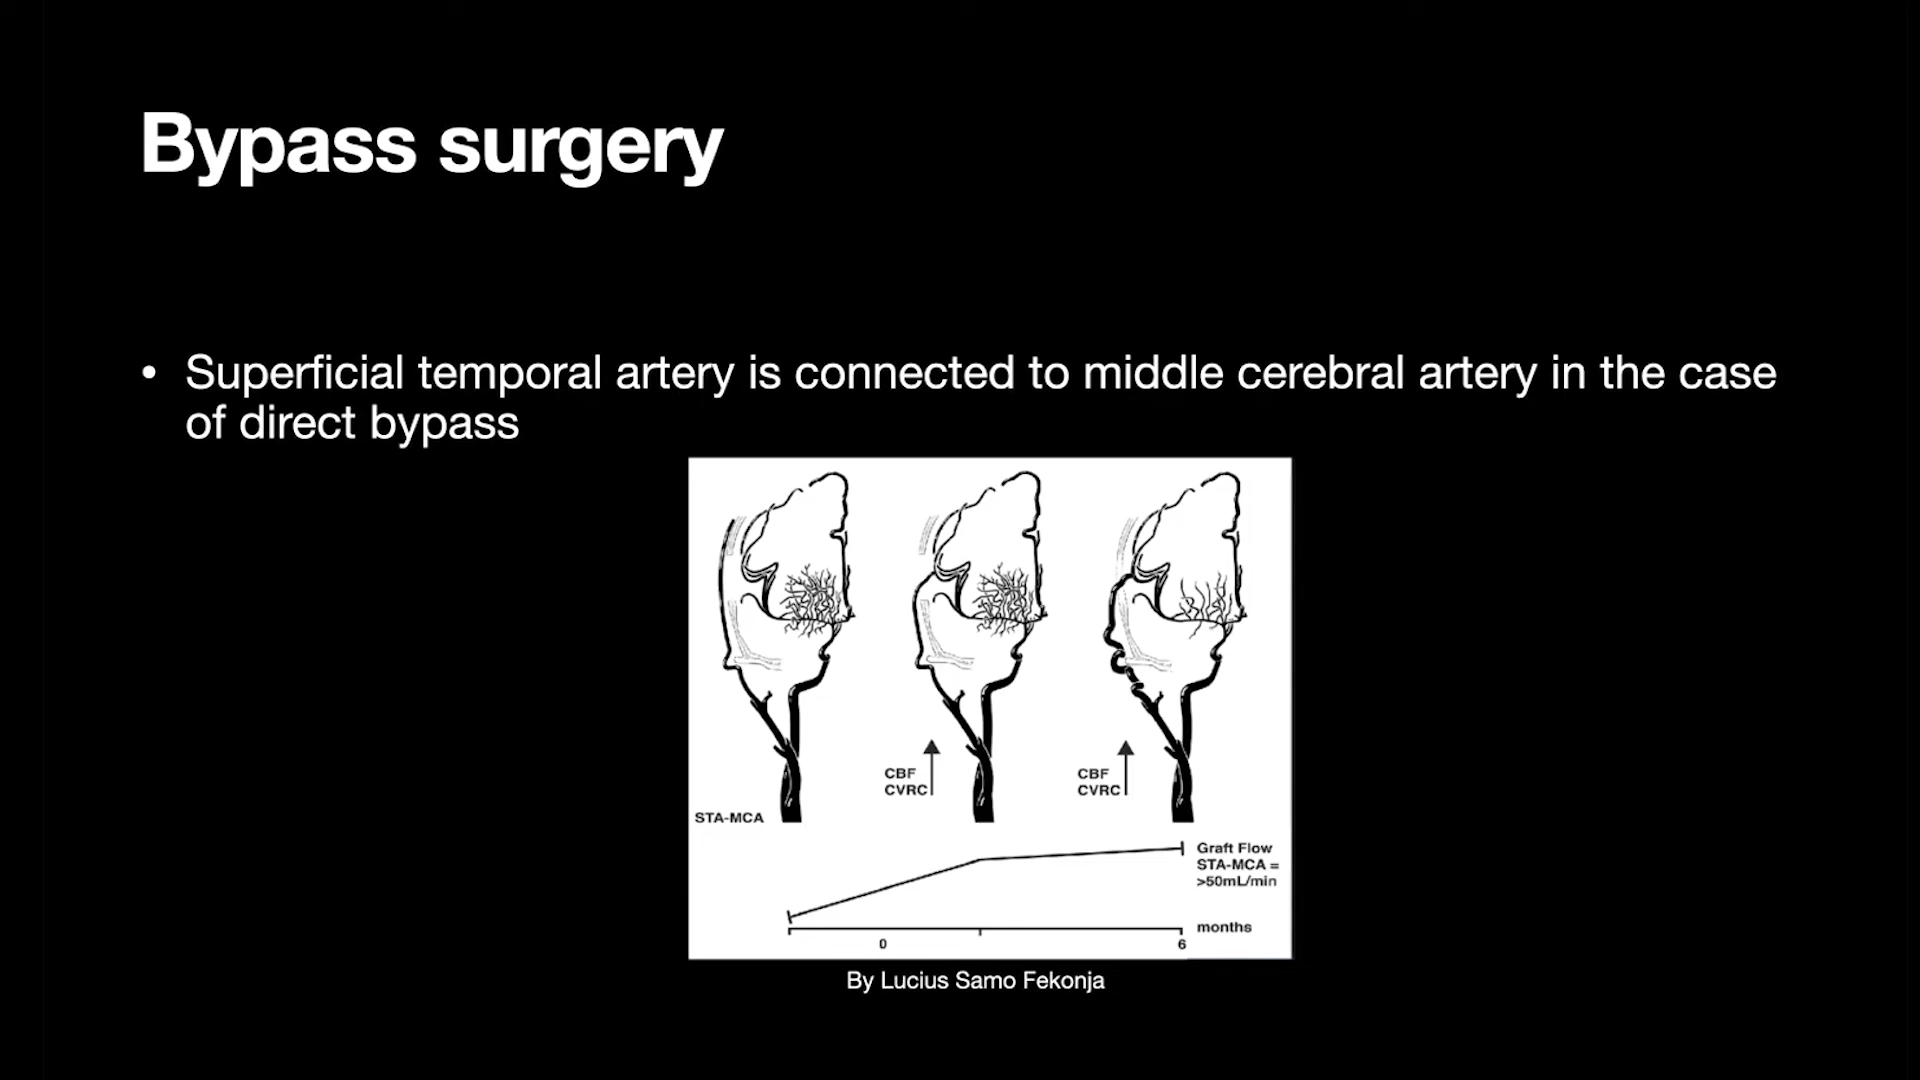 Bypass surgery
• Superficial temporal artery is connected to middle cerebral artery in the case
of direct bypass
CBF
CVRC
CBF
CVRC
STA-MCA
Graft Flow
STA-MCA =
>50mL/min
months
0
6
By Lucius Samo Fekonja